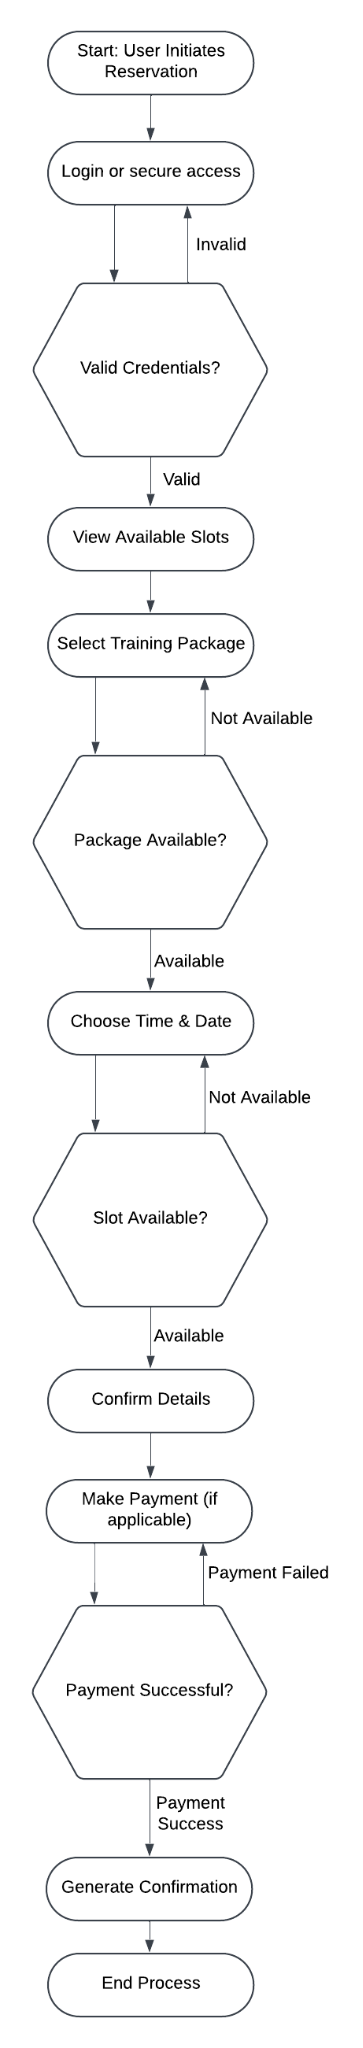 Start: User Initiates
Reservation
Login or secure access
Invalid
Valid Credentials?
Valid
View Available Slots
Select Training Package
Not Available
Package Available?
Available
Choose Time & Date
Not Available
Slot Available?
Available
Confirm Details
Make Payment (if
applicable)
Payment Failed
Payment Successful?
Payment
Success
Generate Confirmation
End Process